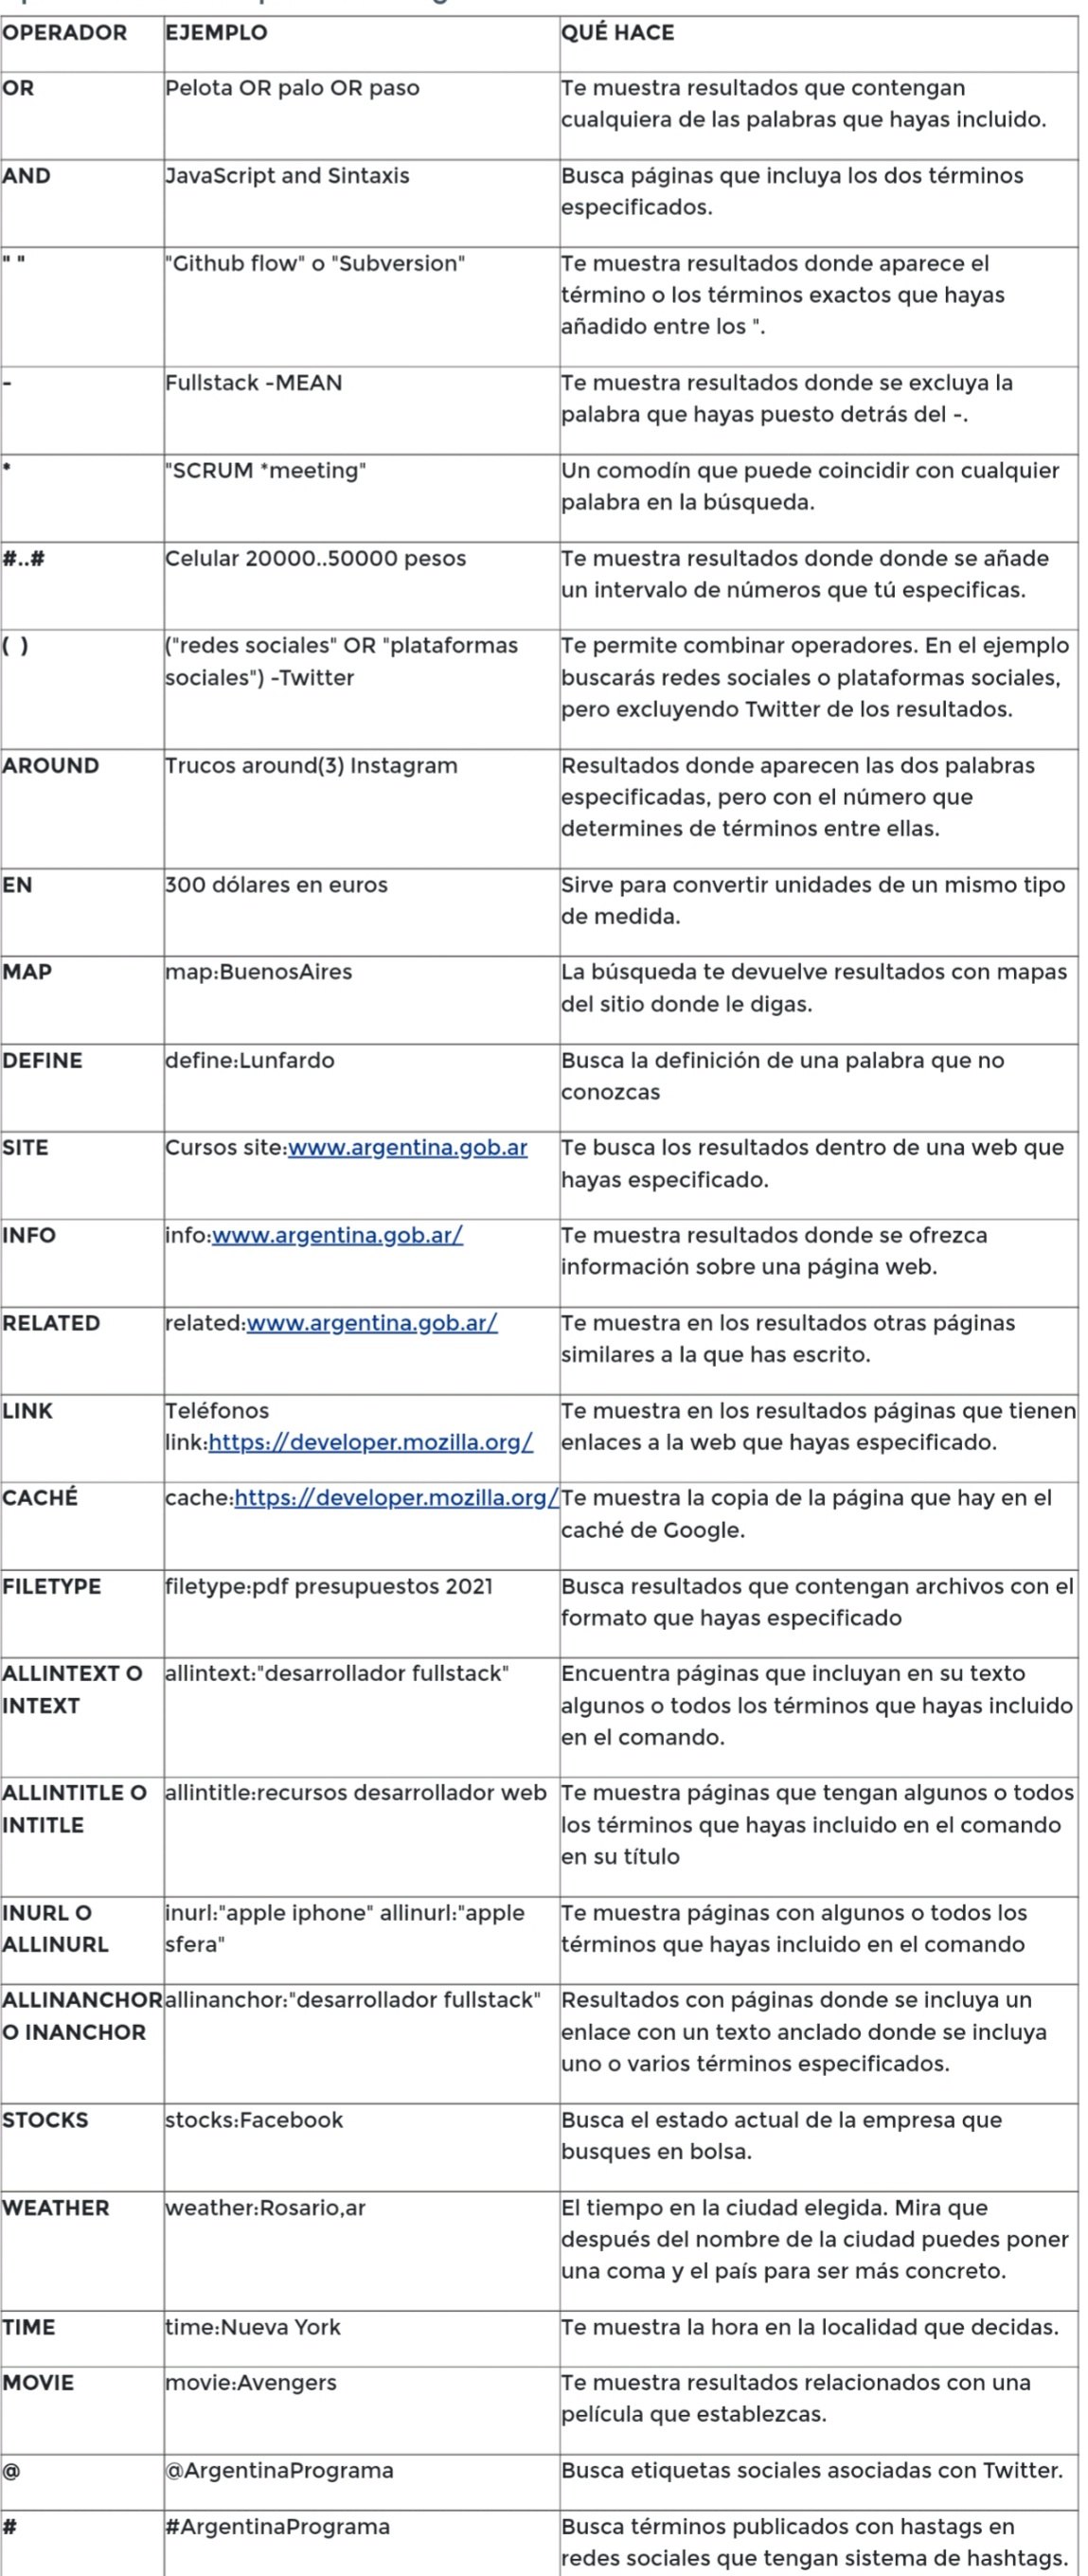 OPERADOR EJEMPLO QUÉ HACE
OR Pelota OR palo OR paso Te muestra resultados que contengan
cualquiera de las palabras que hayas incluido.
AND JavaScript and Sintaxis Busca páginas que incluya los dos términos
especificados.
" " "Github flow" o "Subversion" Te muestra resultados donde aparece el
término o los términos exactos que hayas
añadido entre los ".
- Fullstack -MEAN Te muestra resultados donde se excluya la
palabra que hayas puesto detrás del -.
* "SCRUM *meeting" Un comodín que puede coincidir con cualquier
palabra en la búsqueda.
#..# Celular 20000..50000 pesos Te muestra resultados donde donde se añade
un intervalo de números que tú especificas.
( ) ("redes sociales" OR "plataformas Te permite combinar operadores. En el ejemplo
sociales") -Twitter buscarás redes sociales o plataformas sociales,
pero excluyendo Twitter de los resultados.
AROUND Trucos around(3) Instagram Resultados donde aparecen las dos palabras
especificadas, pero con el número que
determines de términos entre ellas.
EN 300 dólares en euros Sirve para convertir unidades de un mismo tipo
de medida.
MAP map:BuenosAires La búsqueda te devuelve resultados con mapas
del sitio donde le digas.
DEFINE define:Lunfardo Busca la definición de una palabra que no
conozcas
SITE Cursos site:www.argentina.gob.ar Te busca los resultados dentro de una web que
hayas especificado.
INFO info:www.argentina.gob.ar/ Te muestra resultados donde se ofrezca
información sobre una página web.
RELATED related:www.argentina.gob.ar/ Te muestra en los resultados otras páginas
similares a la que has escrito.
LINK Teléfonos Te muestra en los resultados páginas que tienen
link:https://developer.mozilla.org/ enlaces a la web que hayas especificado.
CACHÉ cache:https://developer.mozilla.org/ Te muestra la copia de la página que hay en el
caché de Google.
FILETYPE filetype:pdf presupuestos 2021 Busca resultados que contengan archivos con el
formato que hayas especificado
ALLINTEXT O allintext:"desarrollador fullstack" Encuentra páginas que incluyan en su texto
INTEXT algunos o todos los términos que hayas incluido
en el comando.
ALLINTITLE O allintitle:recursos desarrollador web Te muestra páginas que tengan algunos o todos
INTITLE los términos que hayas incluido en el comando
en su título
INURL O inurl:"apple iphone" allinurl:"apple Te muestra páginas con algunos o todos los
ALLINURL sfera" términos que hayas incluido en el comando
ALLINANCHOR allinanchor:"desarrollador fullstack" Resultados con páginas donde se incluya un
O INANCHOR enlace con un texto anclado donde se incluya
uno o varios términos especificados.
STOCKS stocks:Facebook Busca el estado actual de la empresa que
busques en bolsa.
WEATHER weather:Rosario,ar El tiempo en la ciudad elegida. Mira que
después del nombre de la ciudad puedes poner
una coma y el país para ser más concreto.
TIME time:Nueva York Te muestra la hora en la localidad que decidas.
MOVIE movie:Avengers Te muestra resultados relacionados con una
película que establezcas.
@ @ArgentinaPrograma Busca etiquetas sociales asociadas con Twitter.
# #ArgentinaPrograma Busca términos publicados con hastags en
redes sociales que tengan sistema de hashtags.